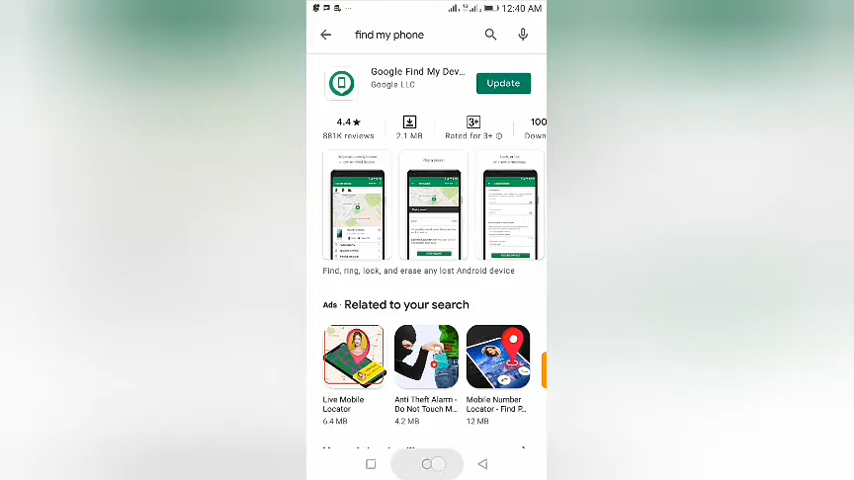 12:40 AM
find my phone
Google Find My Dev...
Google LLC
Update
4.4★
881K reviews
2.1 MB
3+
Rated for 3+
100
Down
Play a sound
Find, ring, lock, and erase any lost Android device
Ads · Related to your search
Live Mobile
Locator
6.4 MB
Anti Theft Alarm -
Do Not Touch M...
4.2 MB
Mobile Number
Locator - Find P...
12 MB